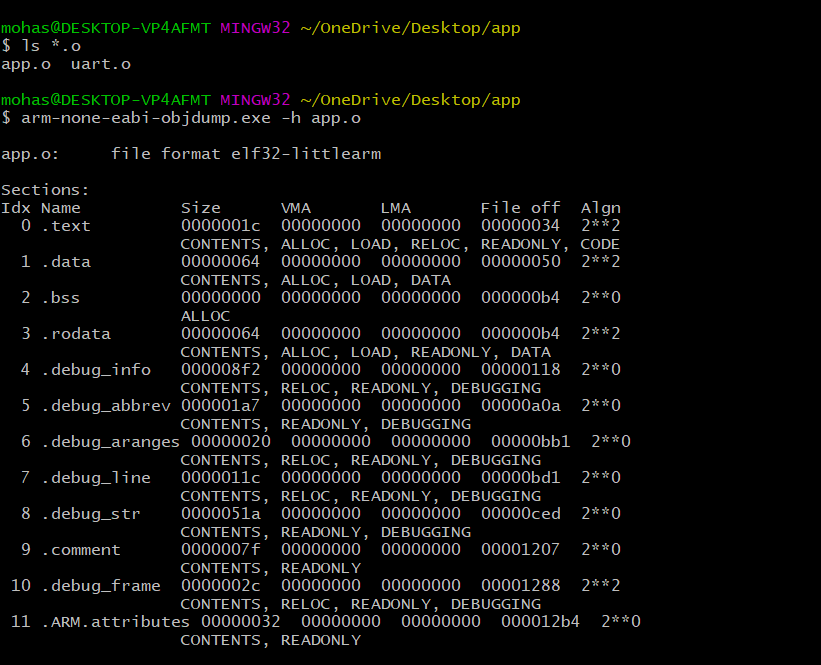 mohas@DESKTOP-VP4AFMT MINGW32 ~/OneDrive/Desktop/app
$ ls *.o
app.o  uart.o
mohas@DESKTOP-VP4AFMT MINGW32 ~/OneDrive/Desktop/app
$ arm-none-eabi-objdump.exe -h app.o
app.o:     file format elf32-littlearm
Sections:
Idx Name          Size      VMA       LMA       File off  Algn
  0 .text         0000001c  00000000  00000000  00000034  2**2
                  CONTENTS, ALLOC, LOAD, RELOC, READONLY, CODE
  1 .data         00000064  00000000  00000000  00000050  2**2
                  CONTENTS, ALLOC, LOAD, DATA
  2 .bss          00000000  00000000  00000000  000000b4  2**0
                  ALLOC
  3 .rodata       00000064  00000000  00000000  000000b4  2**2
                  CONTENTS, ALLOC, LOAD, READONLY, DATA
  4 .debug_info   000008f2  00000000  00000000  00000118  2**0
                  CONTENTS, RELOC, READONLY, DEBUGGING
  5 .debug_abbrev 000001a7  00000000  00000000  00000a0a  2**0
                  CONTENTS, READONLY, DEBUGGING
  6 .debug_aranges 00000020  00000000  00000000  00000bb1  2**0
                  CONTENTS, RELOC, READONLY, DEBUGGING
  7 .debug_line   0000011c  00000000  00000000  00000bd1  2**0
                  CONTENTS, RELOC, READONLY, DEBUGGING
  8 .debug_str    0000051a  00000000  00000000  00000ced  2**0
                  CONTENTS, READONLY, DEBUGGING
  9 .comment      0000007f  00000000  00000000  00001207  2**0
                  CONTENTS, READONLY
 10 .debug_frame  0000002c  00000000  00000000  00001288  2**2
                  CONTENTS, RELOC, READONLY, DEBUGGING
 11 .ARM.attributes 00000032  00000000  00000000  000012b4  2**0
                  CONTENTS, READONLY